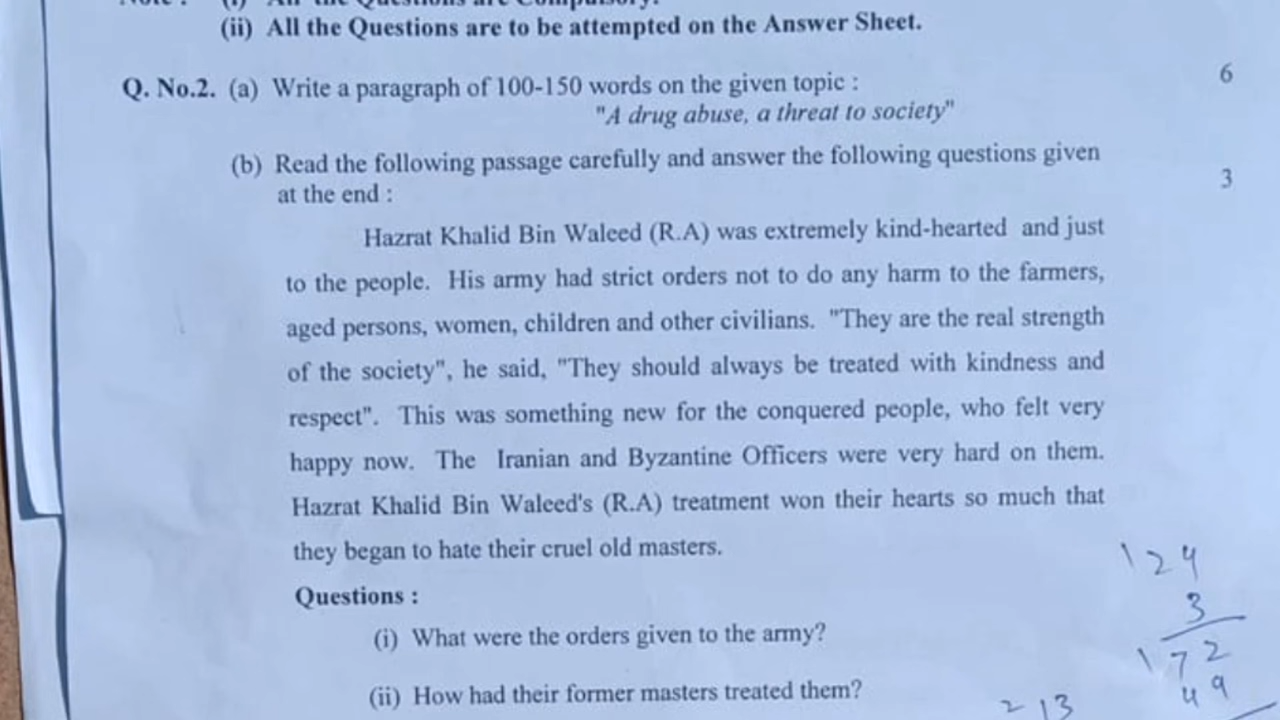 (ii) All the Questions are to be attempted on the Answer Sheet.
Q. No.2. (a) Write a paragraph of 100-150 words on the given topic : 6
"A drug abuse, a threat to society"
(b) Read the following passage carefully and answer the following questions given
at the end : 3
Hazrat Khalid Bin Waleed (R.A) was extremely kind-hearted and just
to the people. His army had strict orders not to do any harm to the farmers,
aged persons, women, children and other civilians. "They are the real strength
of the society", he said, "They should always be treated with kindness and
respect". This was something new for the conquered people, who felt very
happy now. The Iranian and Byzantine Officers were very hard on them.
Hazrat Khalid Bin Waleed's (R.A) treatment won their hearts so much that
they began to hate their cruel old masters.
124
Questions :
3
(i) What were the orders given to the army?
172
(ii) How had their former masters treated them?
49
213